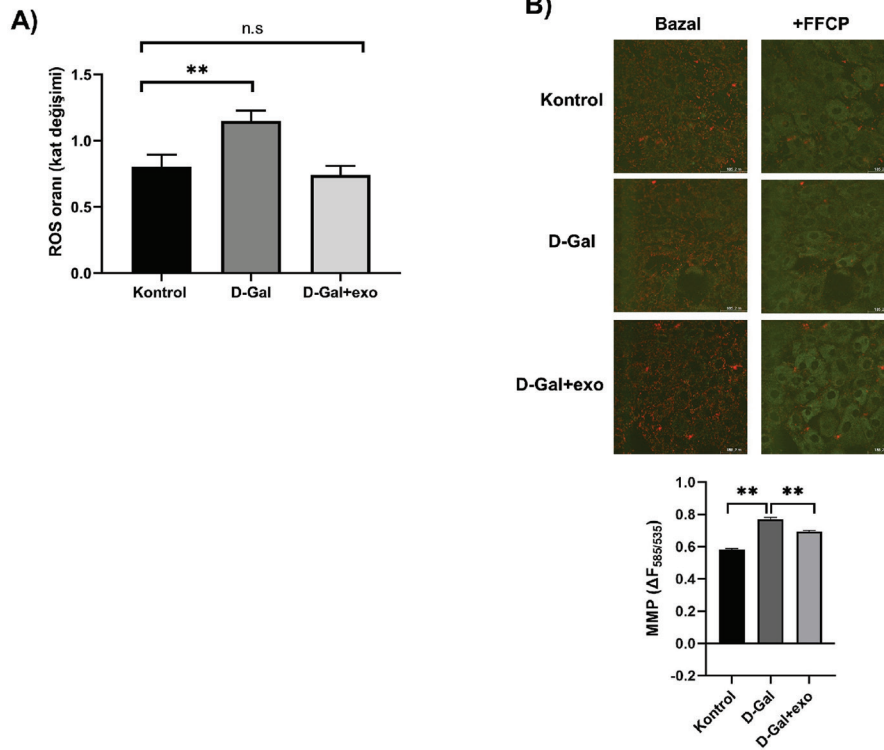 A)
n.s
**
ROS oranı (kat değişimi)
1.5
1.0
0.5
0.0
Kontrol
D-Gal
D-Gal+exo
B)
Bazal
+FFCP
Kontrol
D-Gal
D-Gal+exo
**
**
MMP (ΔF585/535)
1.0
0.8
0.6
0.4
0.2
0.0
-0.2
Kontrol
D-Gal
D-Gal+exo